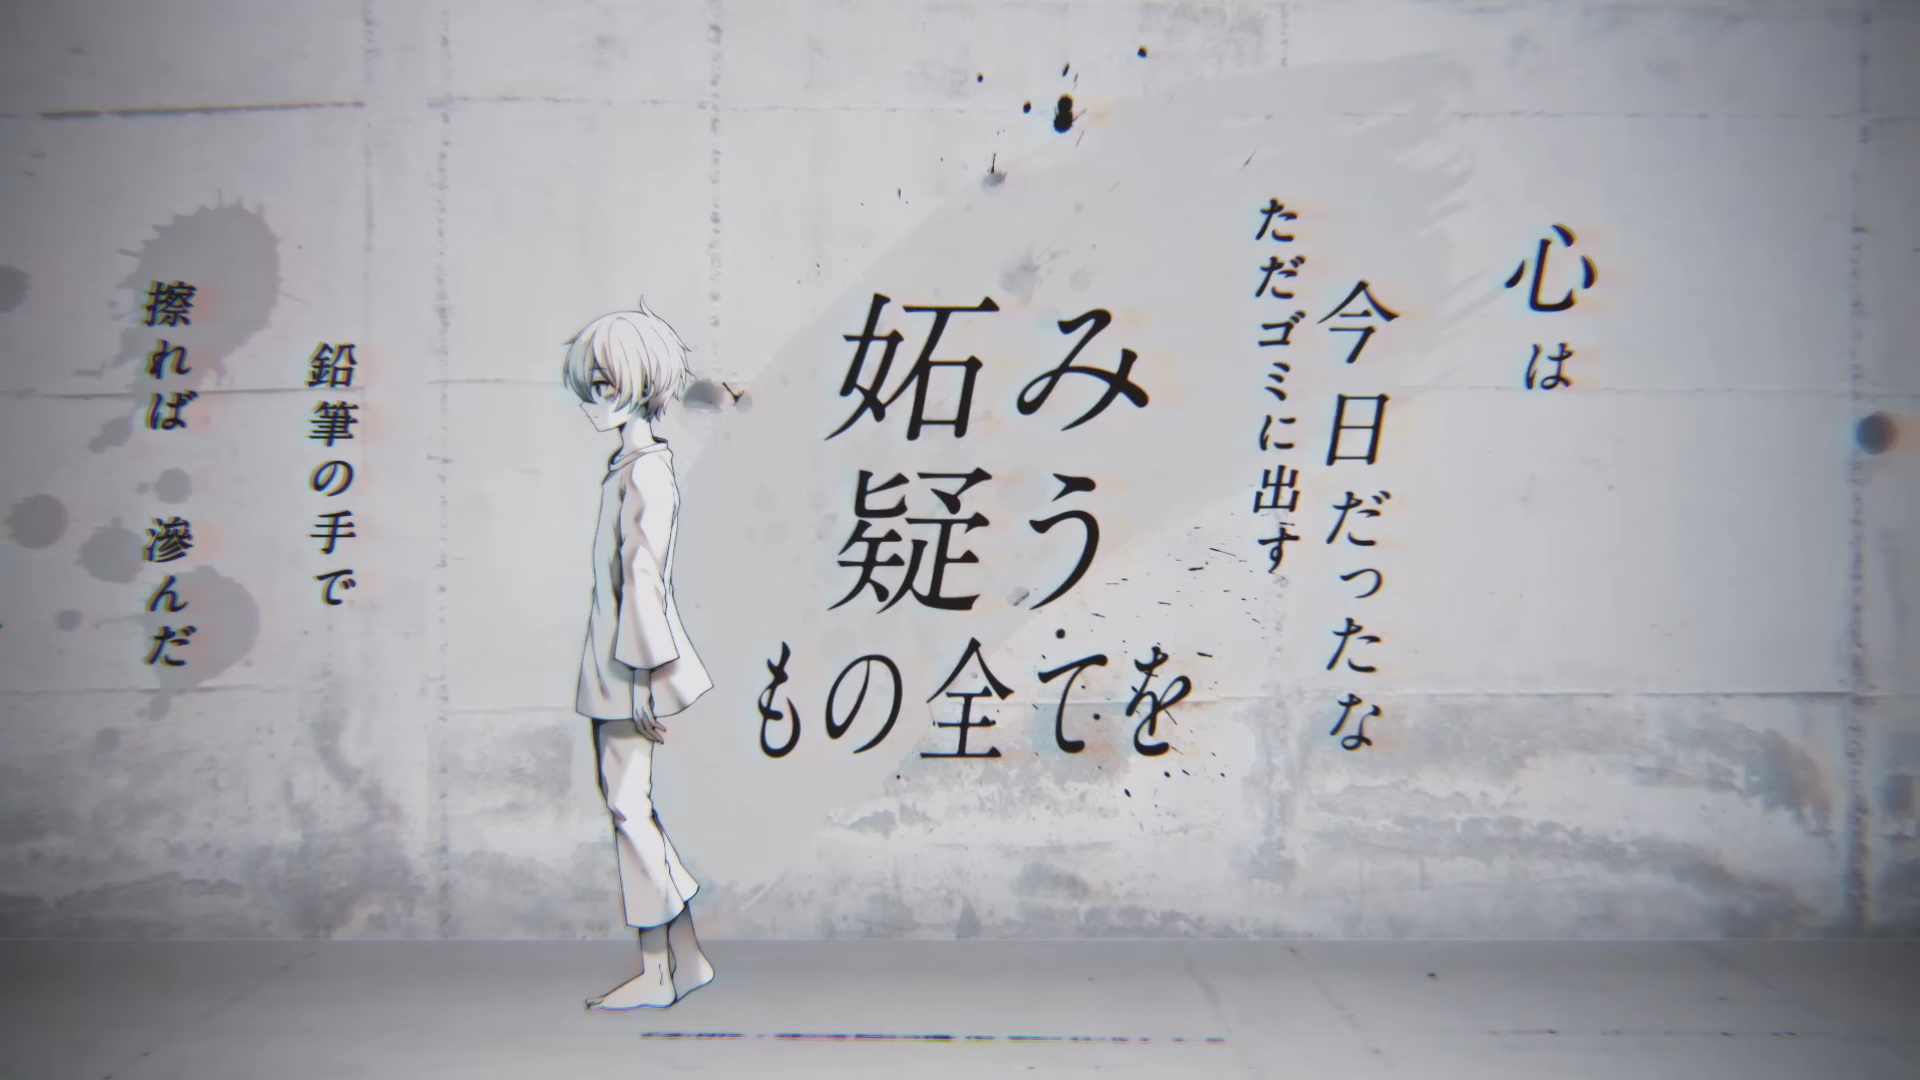 心は
今日だったな
ただゴミに出す
妬み
疑う
もの全てを
鉛筆の手で
擦れば 滲んだ